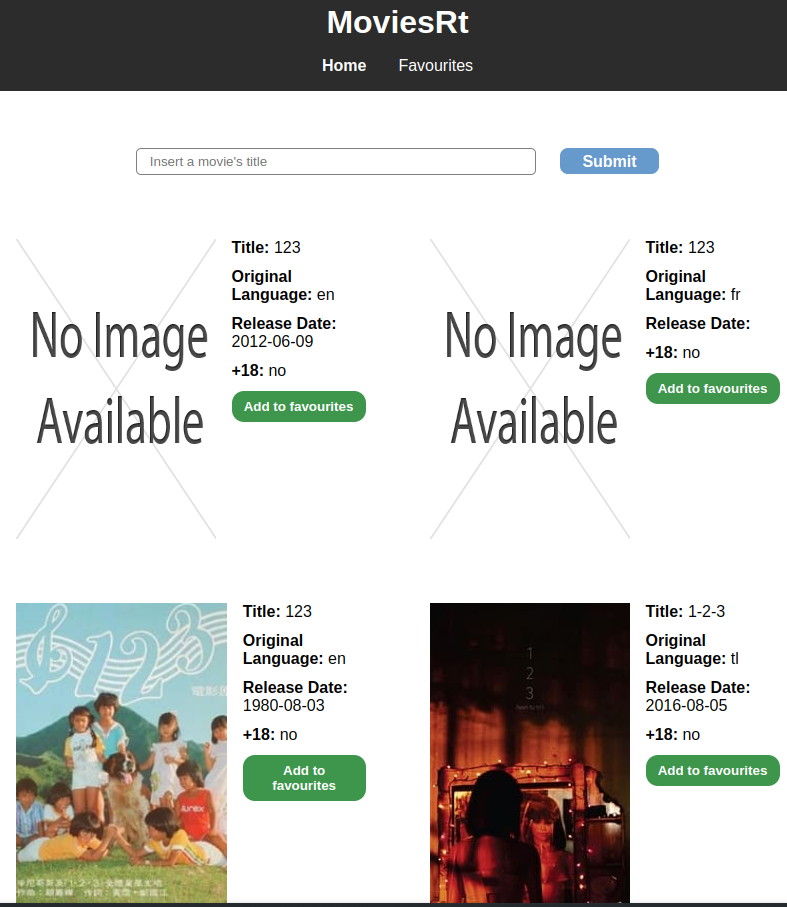 MoviesRt
Home Favourites
Insert a movie's title
Submit
No Image
Available
Title: 123
Original
Language: en
Release Date:
2012-06-09
+18: no
Add to favourites
No Image
Available
Title: 123
Original
Language: fr
Release Date:
+18: no
Add to favourites
123
電影
Jurex
Title: 123
Original
Language: en
Release Date:
1980-08-03
+18: no
Add to
favourites
1
2
3
Title: 1-2-3
Original
Language: tl
Release Date:
2016-08-05
+18: no
Add to favourites